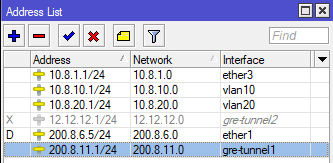 Address List
Find
Address Network Interface
10.8.1.1/24 10.8.1.0 ether3
10.8.10.1/24 10.8.10.0 vlan10
10.8.20.1/24 10.8.20.0 vlan20
X 12.12.12.1/24 12.12.12.0 gre-tunnel2
D 200.8.6.5/24 200.8.6.0 ether1
200.8.11.1/24 200.8.11.0 gre-tunnel1